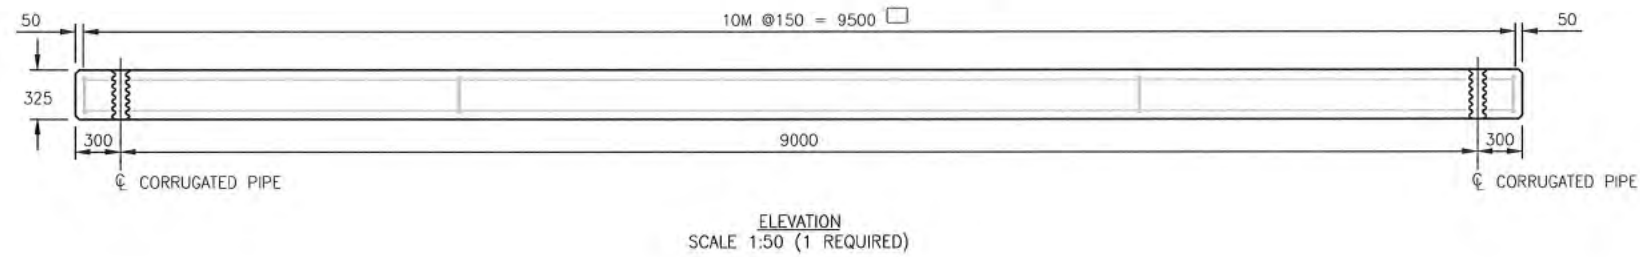 50
10M @150 = 9500
50
325
300
9000
300
℄ CORRUGATED PIPE
℄ CORRUGATED PIPE
ELEVATION
SCALE 1:50 (1 REQUIRED)